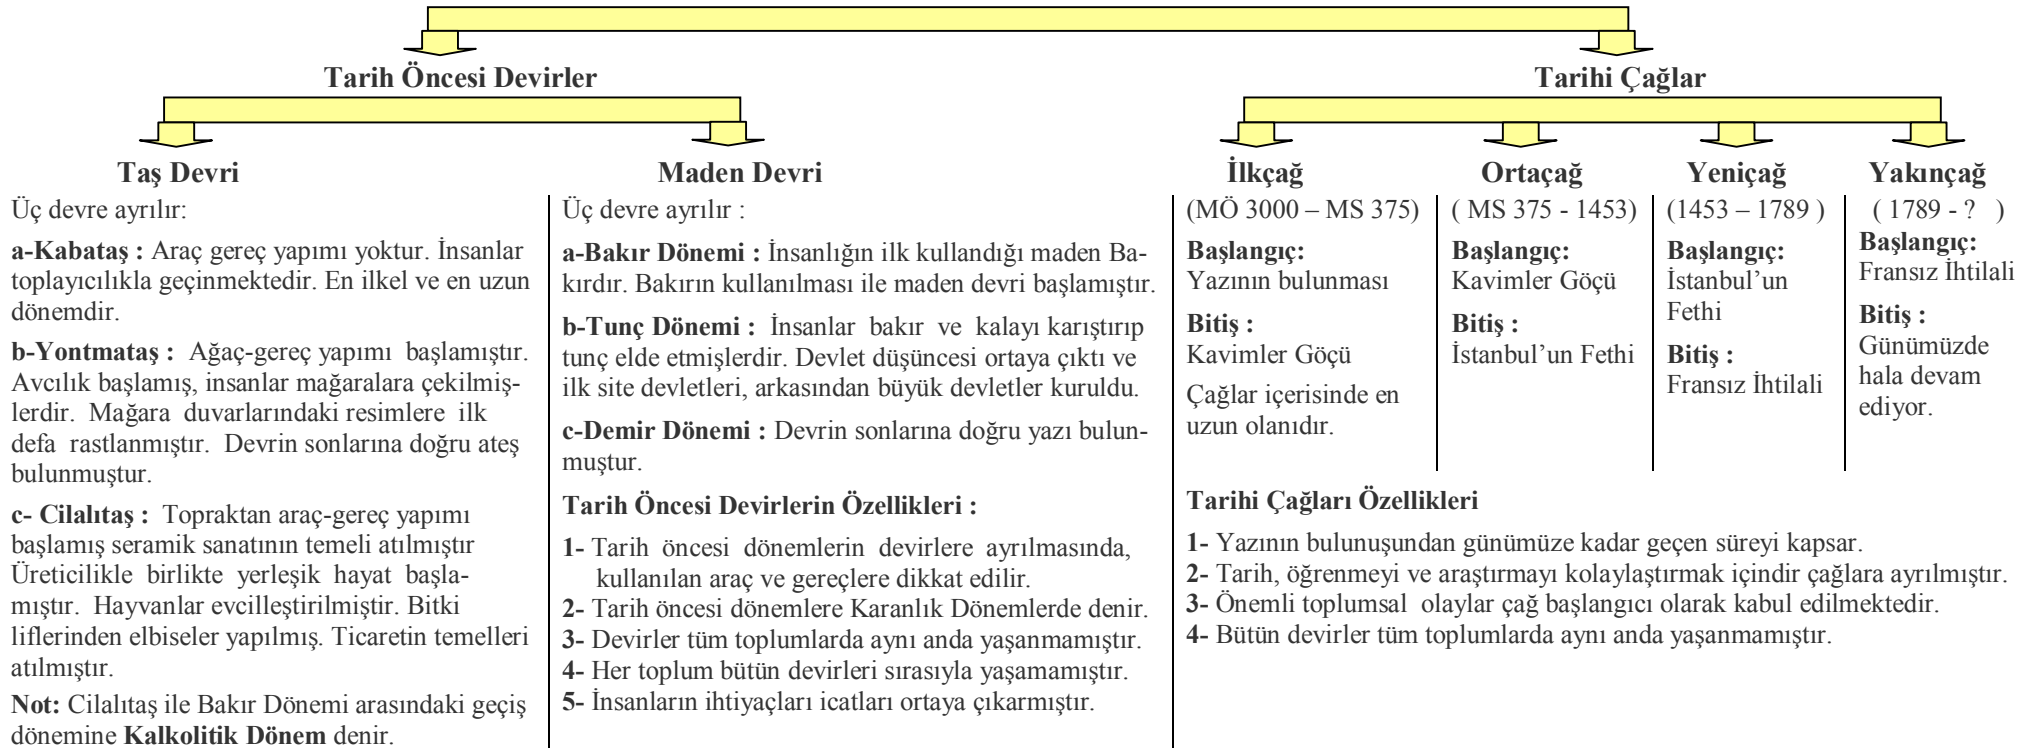 Tarih Öncesi Devirler
Tarihi Çağlar
Taş Devri
Üç devre ayrılır:
a-Kabataş : Araç gereç yapımı yoktur. İnsanlar
toplayıcılıkla geçinmektedir. En ilkel ve en uzun
dönemdir.
b-Yontmataş : Ağaç-gereç yapımı başlamıştır.
Avcılık başlamış, insanlar mağaralara çekilmiş-
lerdir. Mağara duvarlarındaki resimlere ilk
defa rastlanmıştır. Devrin sonlarına doğru ateş
bulunmuştur.
c- Cilalıtaş : Topraktan araç-gereç yapımı
başlamış seramik sanatının temeli atılmıştır
Üreticilikle birlikte yerleşik hayat başla-
mıştır. Hayvanlar evcilleştirilmiştir. Bitki
liflerinden elbiseler yapılmış. Ticaretin temelleri
atılmıştır.
Not: Cilalıtaş ile Bakır Dönemi arasındaki geçiş
dönemine Kalkolitik Dönem denir.
Maden Devri
Üç devre ayrılır :
a-Bakır Dönemi : İnsanlığın ilk kullandığı maden Ba-
kırdır. Bakırın kullanılması ile maden devri başlamıştır.
b-Tunç Dönemi : İnsanlar bakır ve kalayı karıştırıp
tunç elde etmişlerdir. Devlet düşüncesi ortaya çıktı ve
ilk site devletleri, arkasından büyük devletler kuruldu.
c-Demir Dönemi : Devrin sonlarına doğru yazı bulun-
muştur.
Tarih Öncesi Devirlerin Özellikleri :
1- Tarih öncesi dönemlerin devirlere ayrılmasında,
kullanılan araç ve gereçlere dikkat edilir.
2- Tarih öncesi dönemlere Karanlık Dönemlerde denir.
3- Devirler tüm toplumlarda aynı anda yaşanmamıştır.
4- Her toplum bütün devirleri sırasıyla yaşamamıştır.
5- İnsanların ihtiyaçları icatları ortaya çıkarmıştır.
İlkçağ
(MÖ 3000 – MS 375)
Başlangıç:
Yazının bulunması
Bitiş :
Kavimler Göçü
Çağlar içerisinde en
uzun olanıdır.
Ortaçağ
( MS 375 - 1453)
Başlangıç:
Kavimler Göçü
Bitiş :
İstanbul’un Fethi
Yeniçağ
(1453 – 1789 )
Başlangıç:
İstanbul’un
Fethi
Bitiş :
Fransız İhtilali
Yakınçağ
( 1789 - ? )
Başlangıç:
Fransız İhtilali
Bitiş :
Günümüzde
hala devam
ediyor.
Tarihi Çağları Özellikleri
1- Yazının bulunuşundan günümüze kadar geçen süreyi kapsar.
2- Tarih, öğrenmeyi ve araştırmayı kolaylaştırmak içindir çağlara ayrılmıştır.
3- Önemli toplumsal olaylar çağ başlangıcı olarak kabul edilmektedir.
4- Bütün devirler tüm toplumlarda aynı anda yaşanmamıştır.